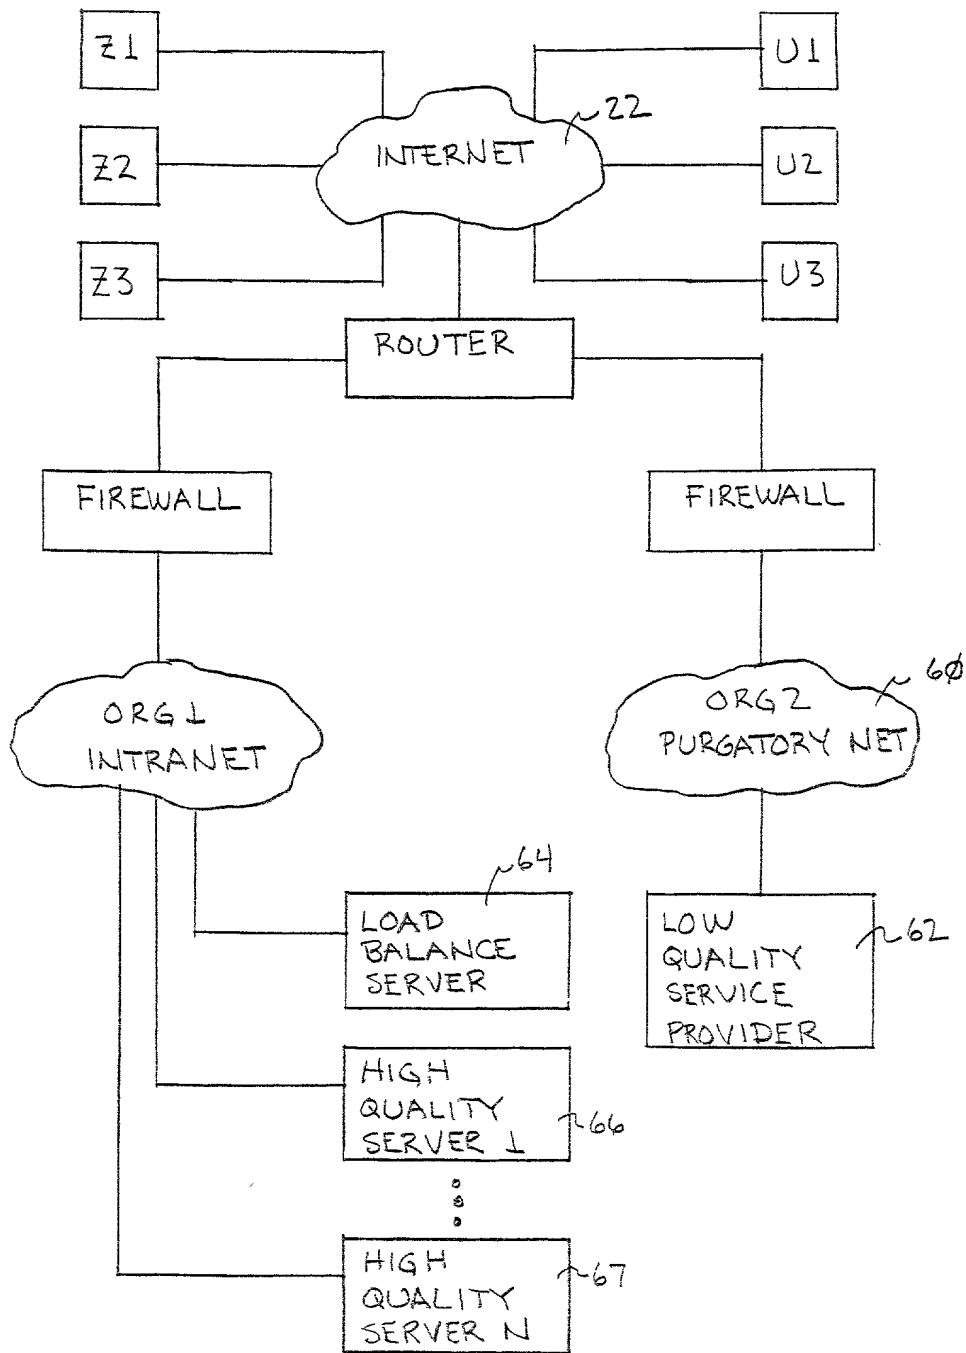 Z1
U1
22
INTERNET
Z2
U2
Z3
U3
ROUTER
FIREWALL
FIREWALL
60
ORG1
INTRANET
ORG2
PURGATORY NET
64
LOAD
BALANCE
SERVER
LOW
QUALITY
SERVICE
PROVIDER
62
HIGH
QUALITY
SERVER 1
66
HIGH
QUALITY
SERVER N
67